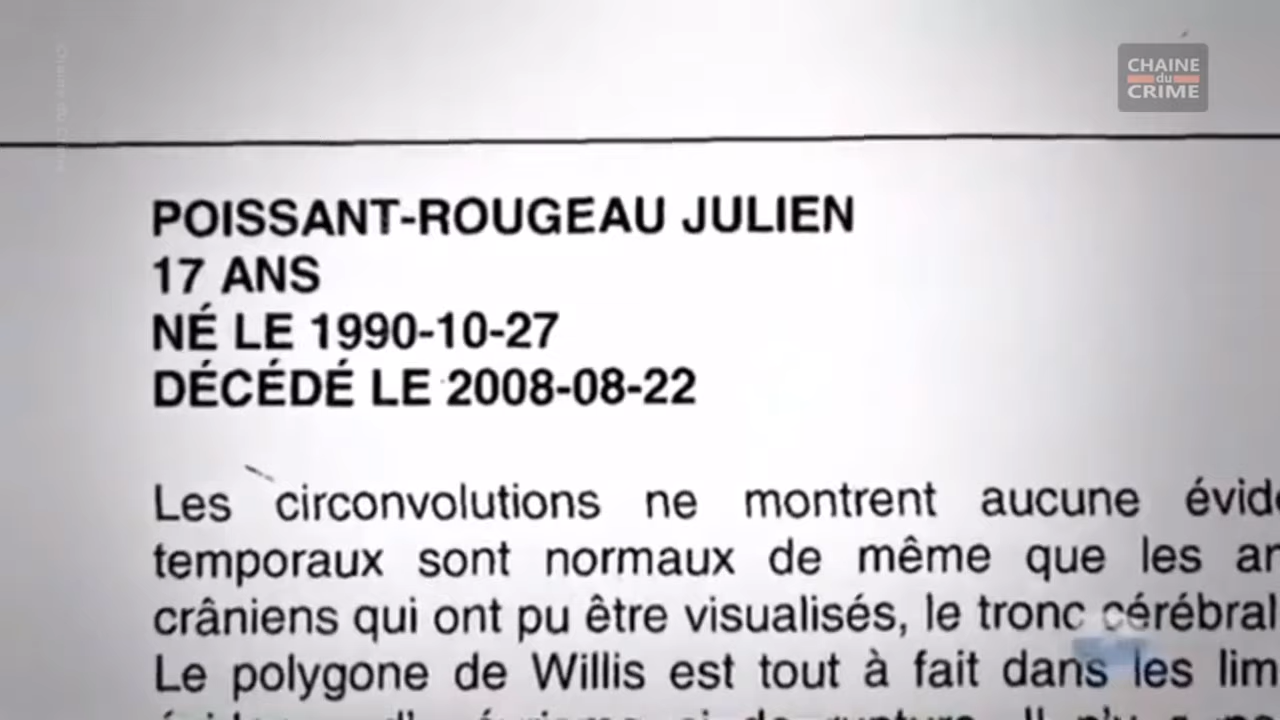 CHAINE
du
CRIME
POISSANT-ROUGEAU JULIEN
17 ANS
NÉ LE 1990-10-27
DÉCÉDÉ LE 2008-08-22
Les circonvolutions ne montrent aucune
temporaux sont normaux de même que les
crâniens qui ont pu être visualisés, le tronc cérébral
Le polygone de Willis est tout à fait dans les